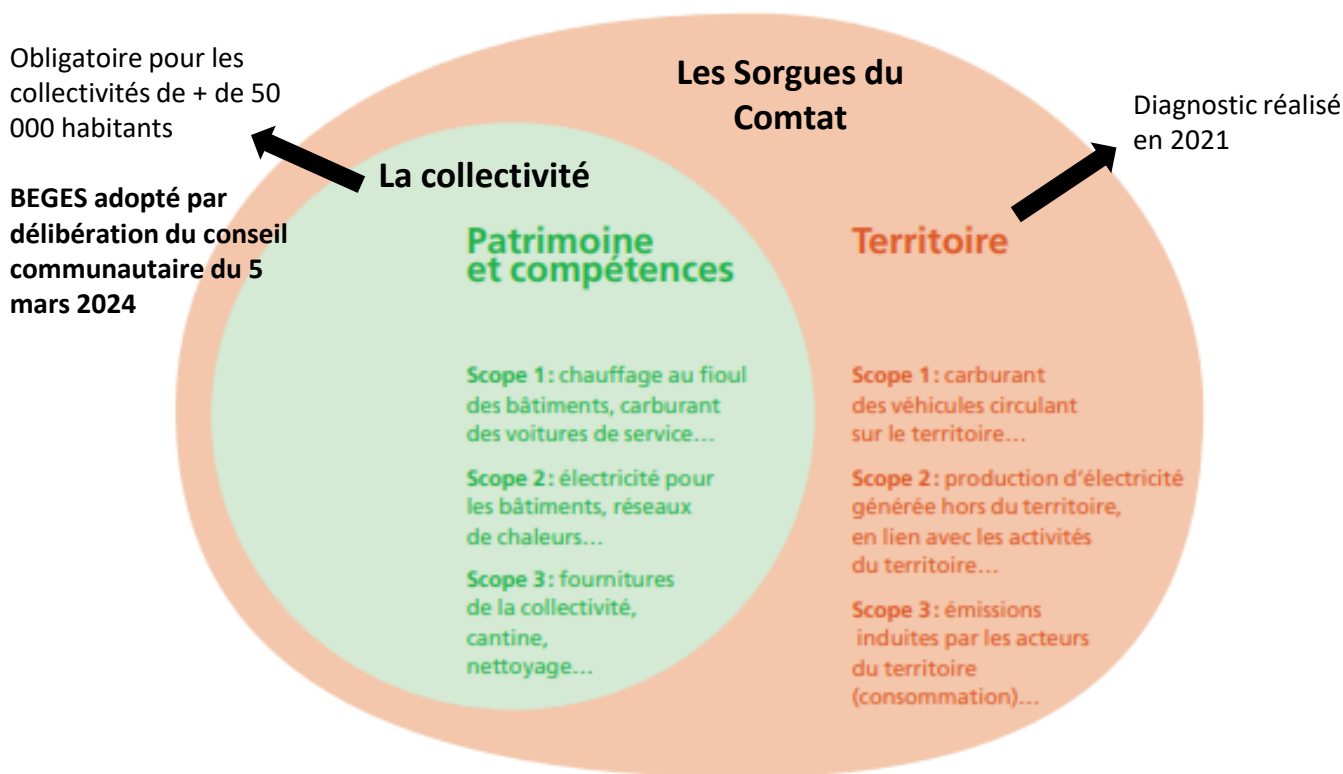 Obligatoire pour les
collectivités de + de 50
000 habitants
BEGES adopté par
délibération du conseil
communautaire du 5
mars 2024
Les Sorgues du
Comtat
Diagnostic réalisé
en 2021
La collectivité
Patrimoine
et compétences
Scope 1 : chauffage au fioul
des bâtiments, carburant
des voitures de service…
Scope 2 : électricité pour
les bâtiments, réseaux
de chaleurs…
Scope 3 : fournitures
de la collectivité,
cantine,
nettoyage…
Territoire
Scope 1 : carburant
des véhicules circulant
sur le territoire…
Scope 2 : production d’électricité
générée hors du territoire,
en lien avec les activités
du territoire…
Scope 3 : émissions
induites par les acteurs
du territoire
(consommation)…